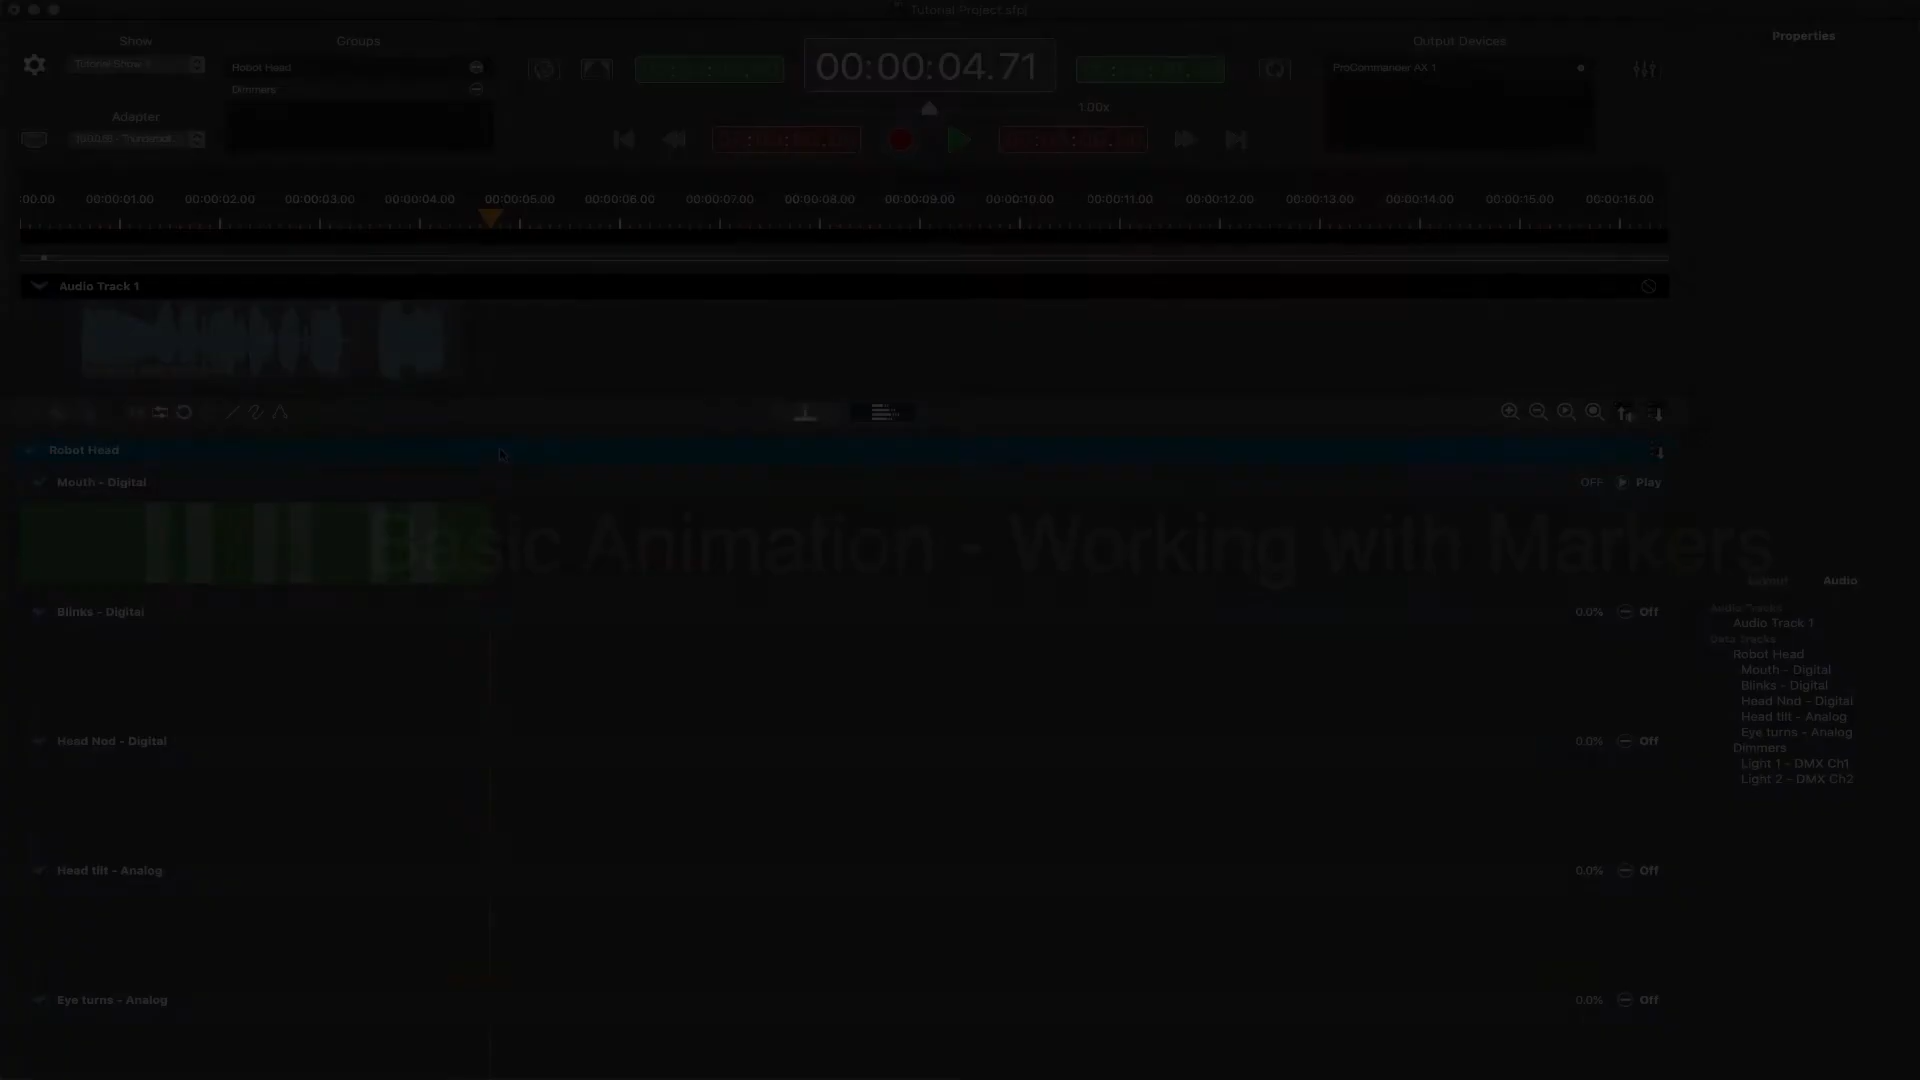 Tutorial Project.sfpj
Show
Groups
Output Devices
Properties
Tutorial Show 1
Robot Head
00:00:04.71
ProCommander AX 1
Dimmers
1.00x
Adapter
:00.00 00:00:01.00 00:00:02.00 00:00:03.00 00:00:04.00 00:00:05.00 00:00:06.00 00:00:07.00 00:00:08.00 00:00:09.00 00:00:10.00 00:00:11.00 00:00:12.00 00:00:13.00 00:00:14.00 00:00:15.00 00:00:16.00
Audio Track 1
Robot Head
Mouth - Digital
OFF Play
Basic Animation - Working with Markers
Blinks - Digital
0.0% Off
Head Nod - Digital
0.0% Off
Head tilt - Analog
0.0% Off
Eye turns - Analog
0.0% Off
Layout Audio
Audio Tracks
Audio Track 1
Data Tracks
Robot Head
Mouth - Digital
Blinks - Digital
Head Nod - Digital
Head tilt - Analog
Eye turns - Analog
Dimmers
Light 1 - DMX Ch1
Light 2 - DMX Ch2